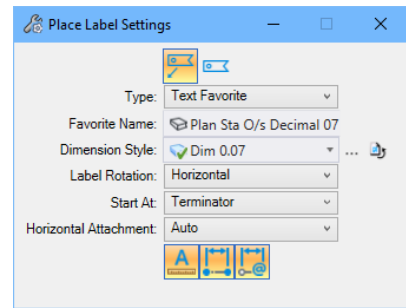 Place Label Settings
Type: Text Favorite
Favorite Name: Plan Sta O/s Decimal 07
Dimension Style: Dim 0.07 ...
Label Rotation: Horizontal
Start At: Terminator
Horizontal Attachment: Auto
A @